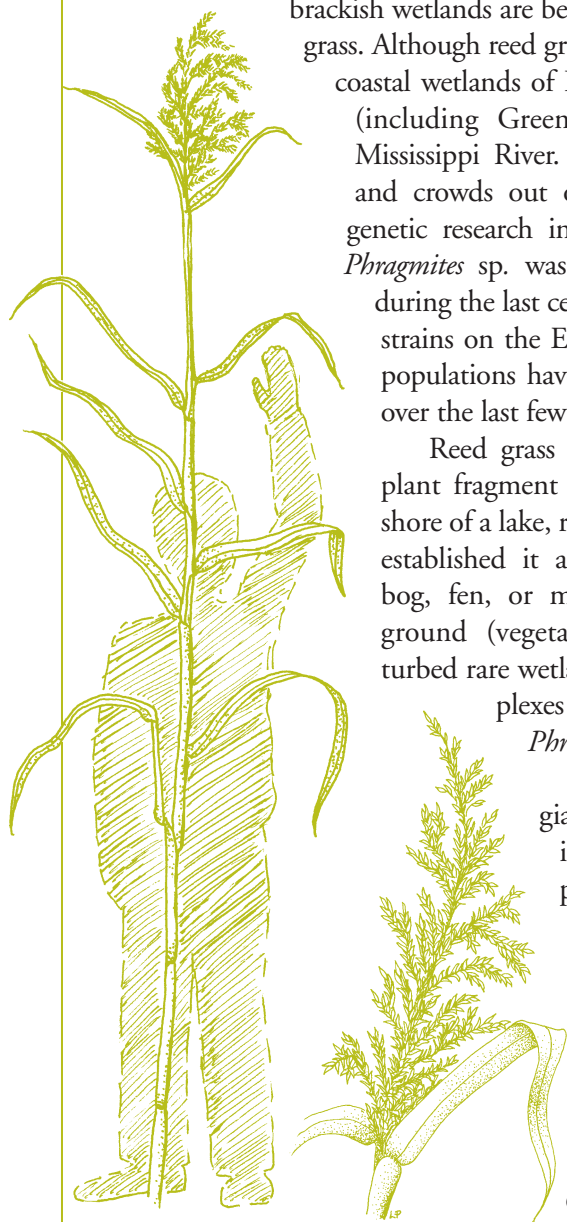 brackish wetlands are be
grass. Although reed gr
coastal wetlands of
(including Green
Mississippi River.
and crowds out
genetic research in
Phragmites sp. was
during the last ce
strains on the E
populations hav
over the last few
Reed grass
plant fragment
shore of a lake, r
established it a
bog, fen, or m
ground (vegeta
turbed rare wetl
plexes
Phr
gia
i
p
LP